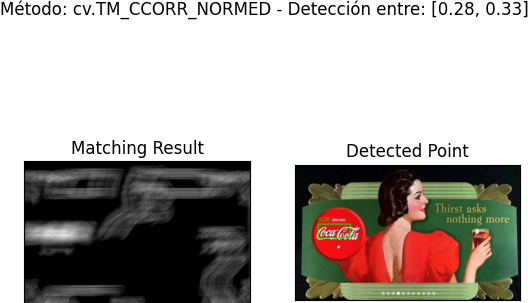 Método: cv.TM_CCORR_NORMED - Detección entre: [0.28, 0.33]
Matching Result
Detected Point
Thirst asks
nothing more
Coca-Cola